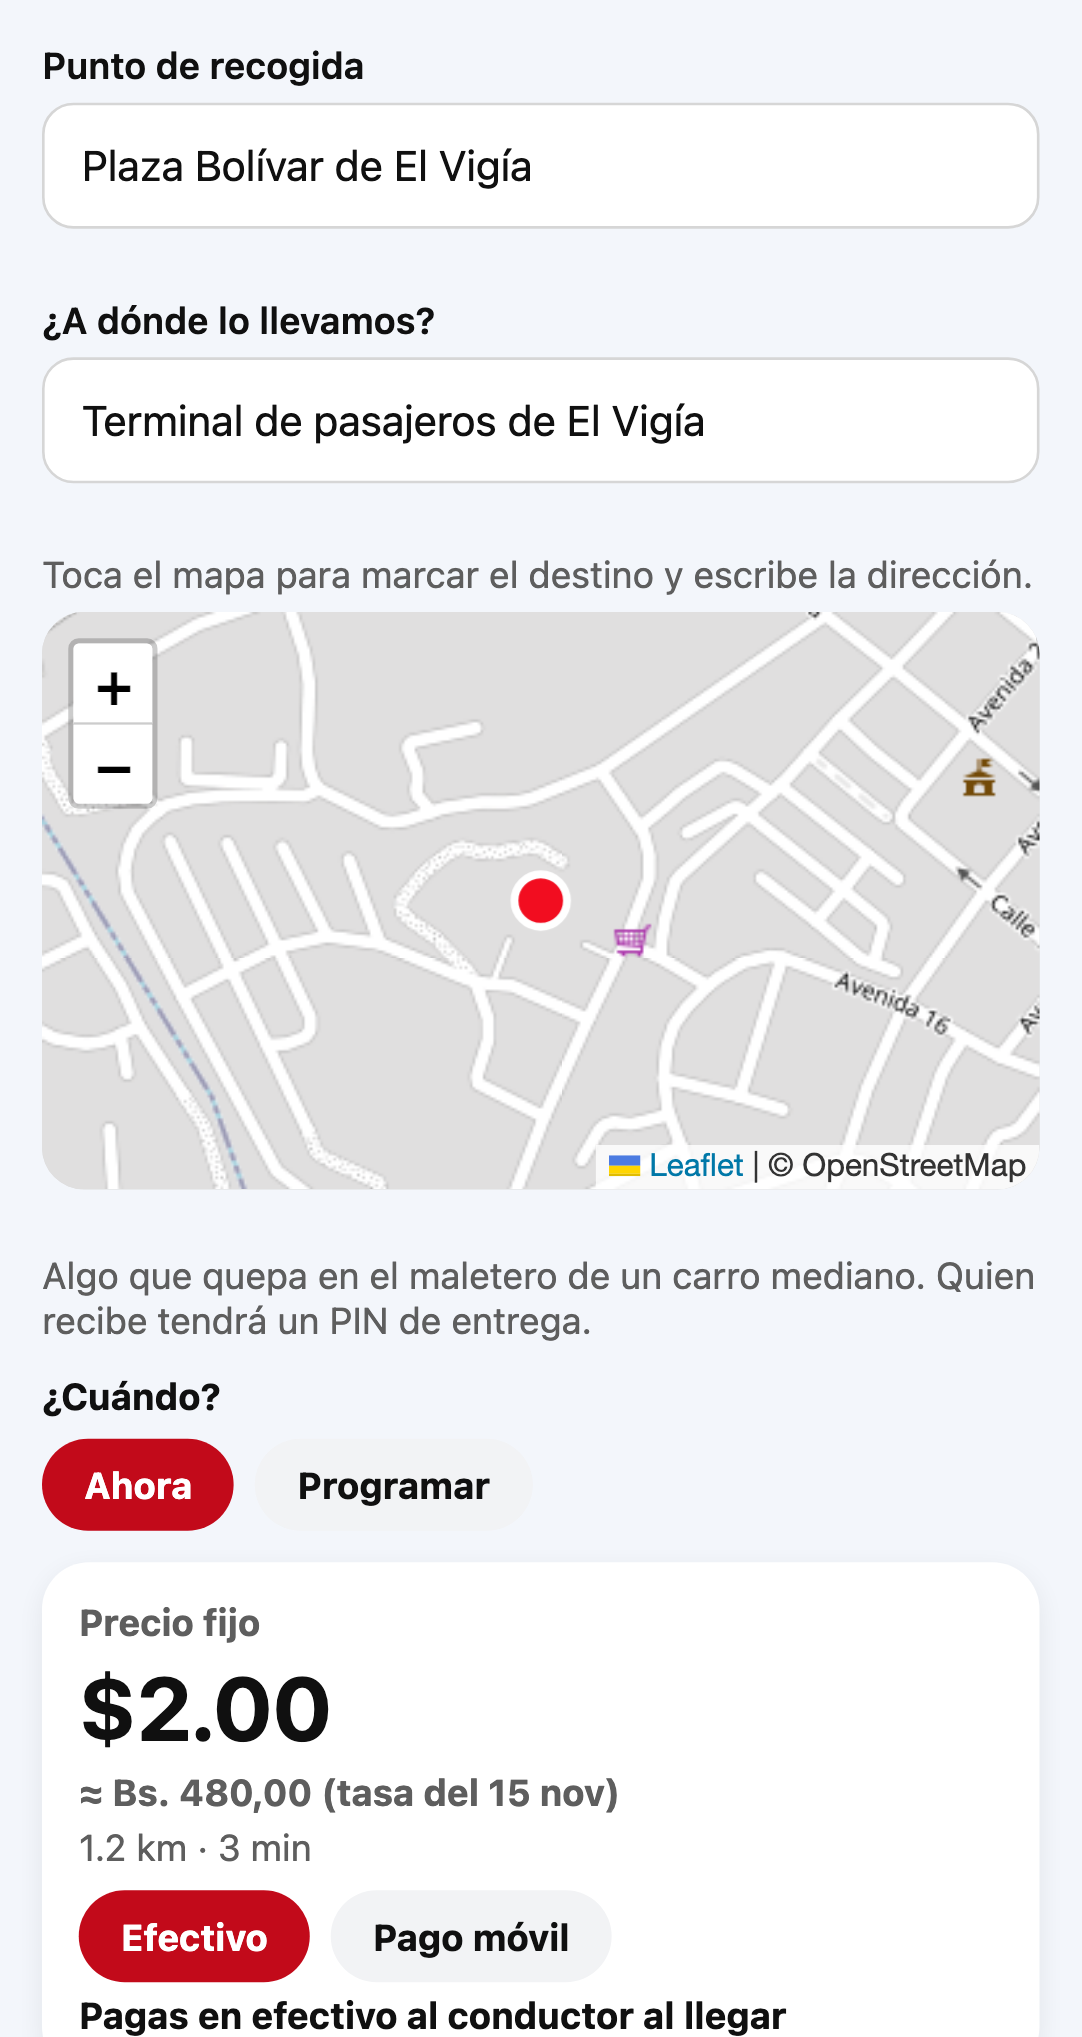 Punto de recogida
Plaza Bolívar de El Vigía
¿A dónde lo llevamos?
Terminal de pasajeros de El Vigía
Toca el mapa para marcar el destino y escribe la dirección.
+
−
Avenida
Calle
Avenida 16
Leaflet | © OpenStreetMap
Algo que quepa en el maletero de un carro mediano. Quien
recibe tendrá un PIN de entrega.
¿Cuándo?
Ahora
Programar
Precio fijo
$2.00
≈ Bs. 480,00 (tasa del 15 nov)
1.2 km · 3 min
Efectivo
Pago móvil
Pagas en efectivo al conductor al llegar